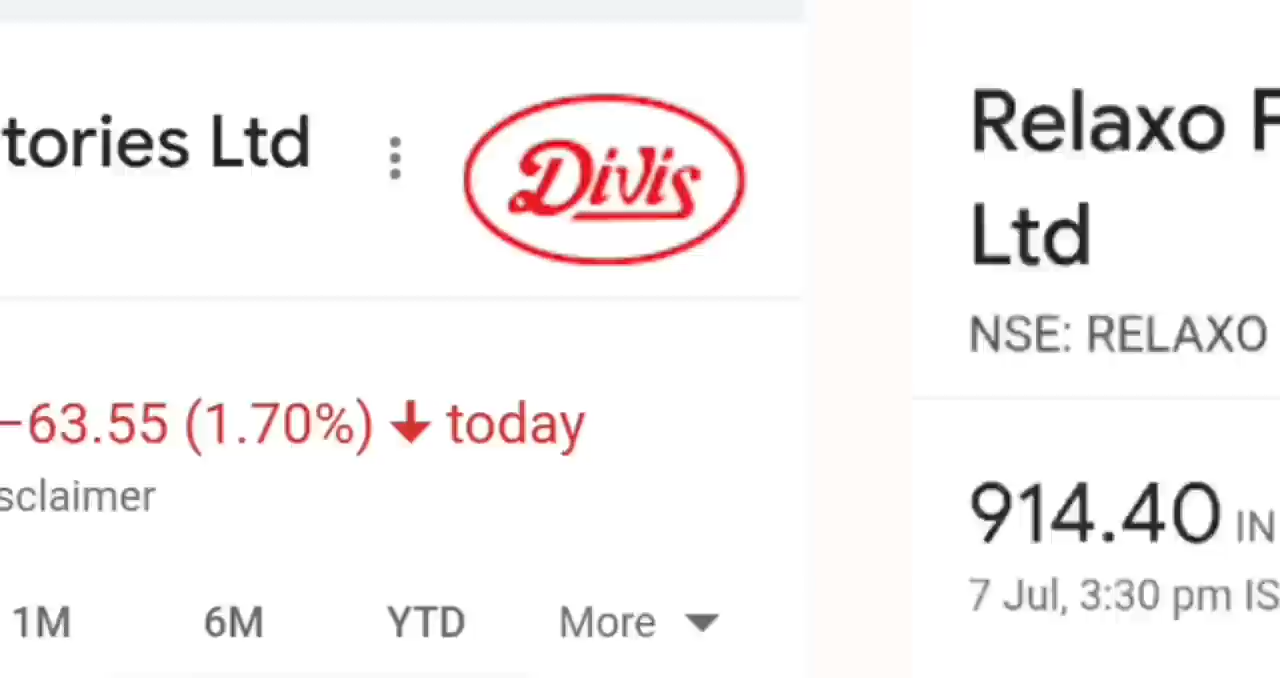 tories Ltd
Divis
−63.55 (1.70%) ↓ today
sclaimer
1M 6M YTD More
Relaxo F
Ltd
NSE: RELAXO
914.40 IN
7 Jul, 3:30 pm IS